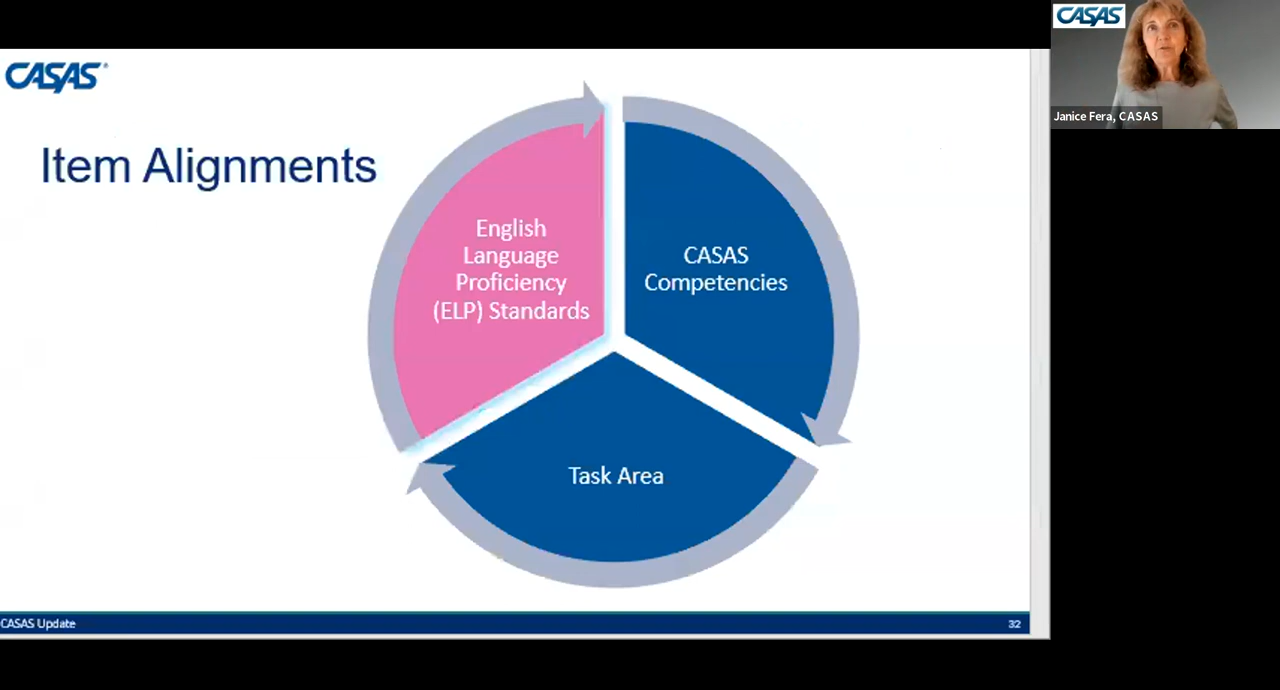 CASAS
Item Alignments
English
Language
Proficiency
(ELP) Standards
CASAS
Competencies
Task Area
CASAS Update
32
CASAS
Janice Fera, CASAS